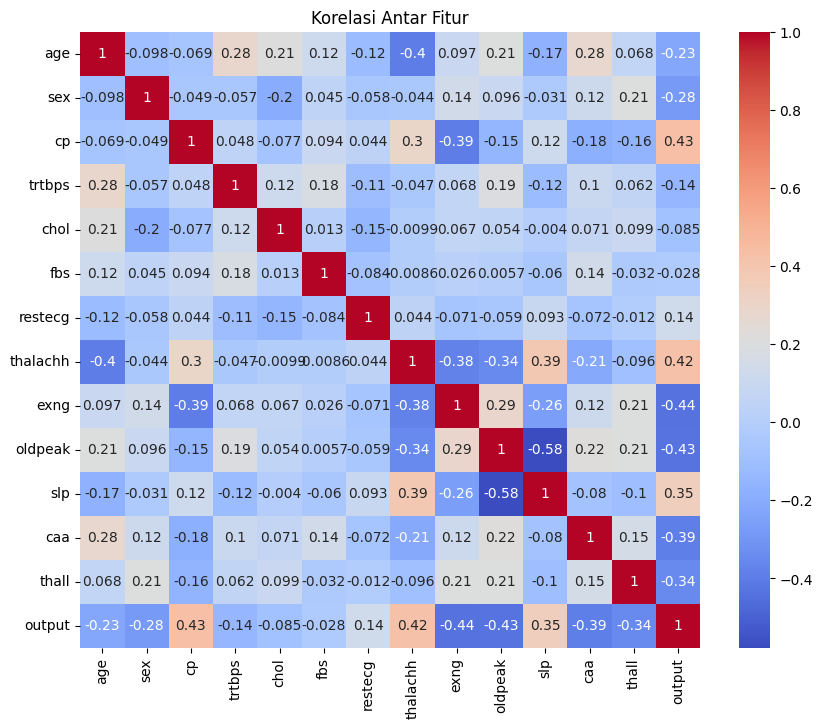 Korelasi Antar Fitur
age 1 -0.098 -0.069 0.28 0.21 0.12 -0.12 -0.4 0.097 0.21 -0.17 0.28 0.068 -0.23
sex -0.098 1 -0.049 -0.057 -0.2 0.045 -0.058 -0.044 0.14 0.096 -0.031 0.12 0.21 -0.28
cp -0.069 -0.049 1 0.048 -0.077 0.094 0.044 0.3 -0.39 -0.15 0.12 -0.18 -0.16 0.43
trtbps 0.28 -0.057 0.048 1 0.12 0.18 -0.11 -0.047 0.068 0.19 -0.12 0.1 0.062 -0.14
chol 0.21 -0.2 -0.077 0.12 1 0.013 -0.15 -0.0099 0.067 0.054 -0.004 0.071 0.099 -0.085
fbs 0.12 0.045 0.094 0.18 0.013 1 -0.084 -0.0086 0.026 0.0057 -0.06 0.14 -0.032 -0.028
restecg -0.12 -0.058 0.044 -0.11 -0.15 -0.084 1 0.044 -0.071 -0.059 0.093 -0.072 -0.012 0.14
thalachh -0.4 -0.044 0.3 -0.047 -0.0099 -0.0086 0.044 1 -0.38 -0.34 0.39 -0.21 -0.096 0.42
exng 0.097 0.14 -0.39 0.068 0.067 0.026 -0.071 -0.38 1 0.29 -0.26 0.12 0.21 -0.44
oldpeak 0.21 0.096 -0.15 0.19 0.054 0.0057 -0.059 -0.34 0.29 1 -0.58 0.22 0.21 -0.43
slp -0.17 -0.031 0.12 -0.12 -0.004 -0.06 0.093 0.39 -0.26 -0.58 1 -0.08 -0.1 0.35
caa 0.28 0.12 -0.18 0.1 0.071 0.14 -0.072 -0.21 0.12 0.22 -0.08 1 0.15 -0.39
thall 0.068 0.21 -0.16 0.062 0.099 -0.032 -0.012 -0.096 0.21 0.21 -0.1 0.15 1 -0.34
output -0.23 -0.28 0.43 -0.14 -0.085 -0.028 0.14 0.42 -0.44 -0.43 0.35 -0.39 -0.34 1
age sex cp trtbps chol fbs restecg thalachh exng oldpeak slp caa thall output
1.0
0.8
0.6
0.4
0.2
0.0
−0.2
−0.4